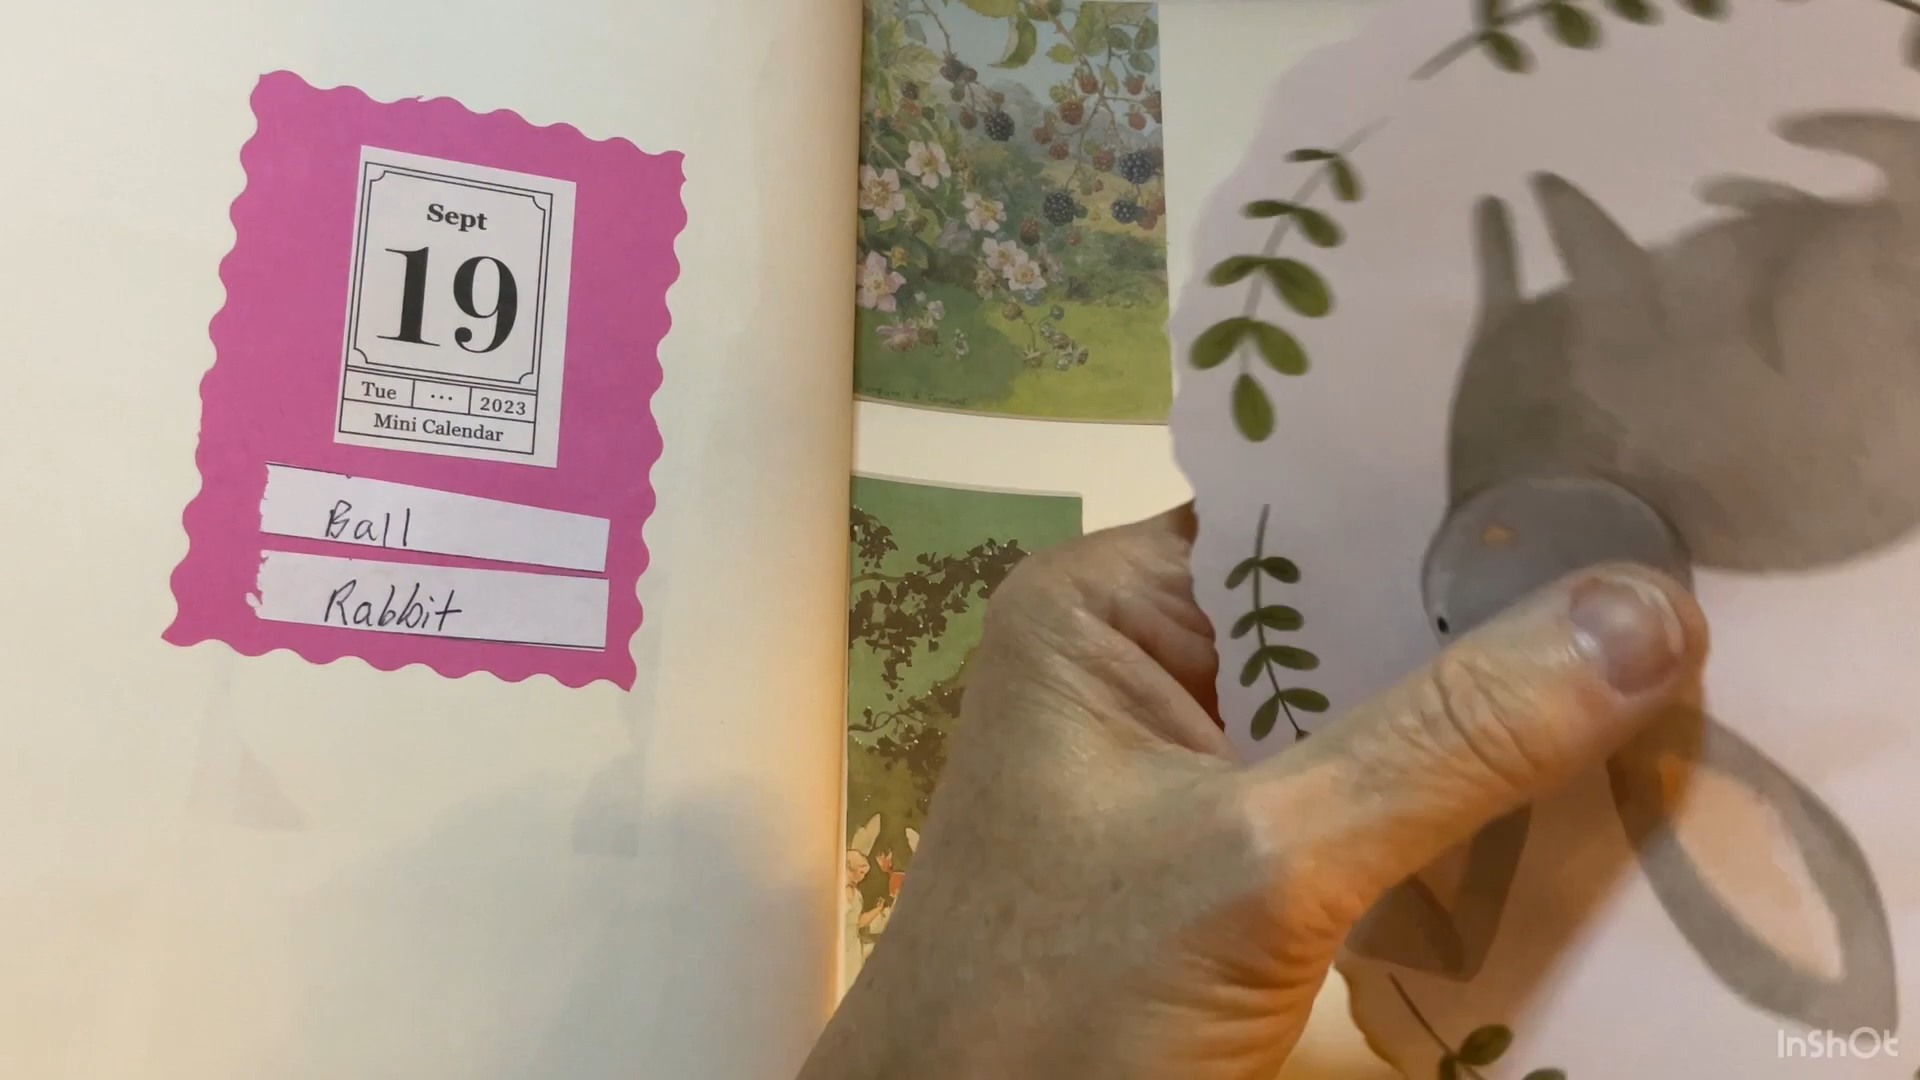 Sept
19
Tue ... 2023
Mini Calendar
Ball
Rabbit
InShOt